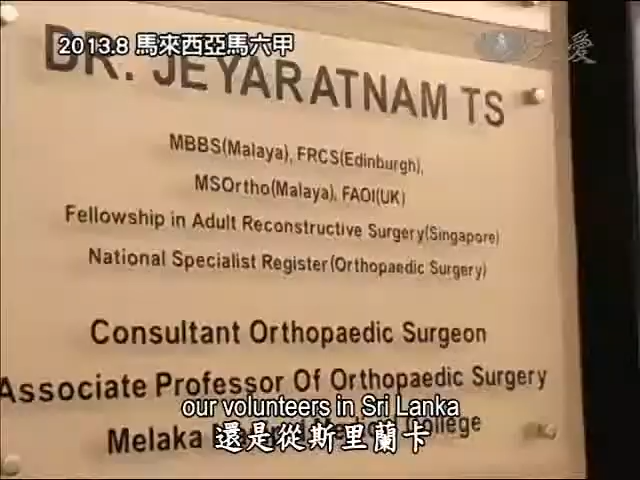 2013.8 馬來西亞馬六甲
愛
DR. JEYARATNAM TS
MBBS(Malaya), FRCS(Edinburgh),
MSOrtho(Malaya), FAOI(UK)
Fellowship in Adult Reconstructive Surgery(Singapore)
National Specialist Register(Orthopaedic Surgery)
Consultant Orthopaedic Surgeon
Associate Professor Of Orthopaedic Surgery
our volunteers in Sri Lanka
Melaka College
還是從斯里蘭卡